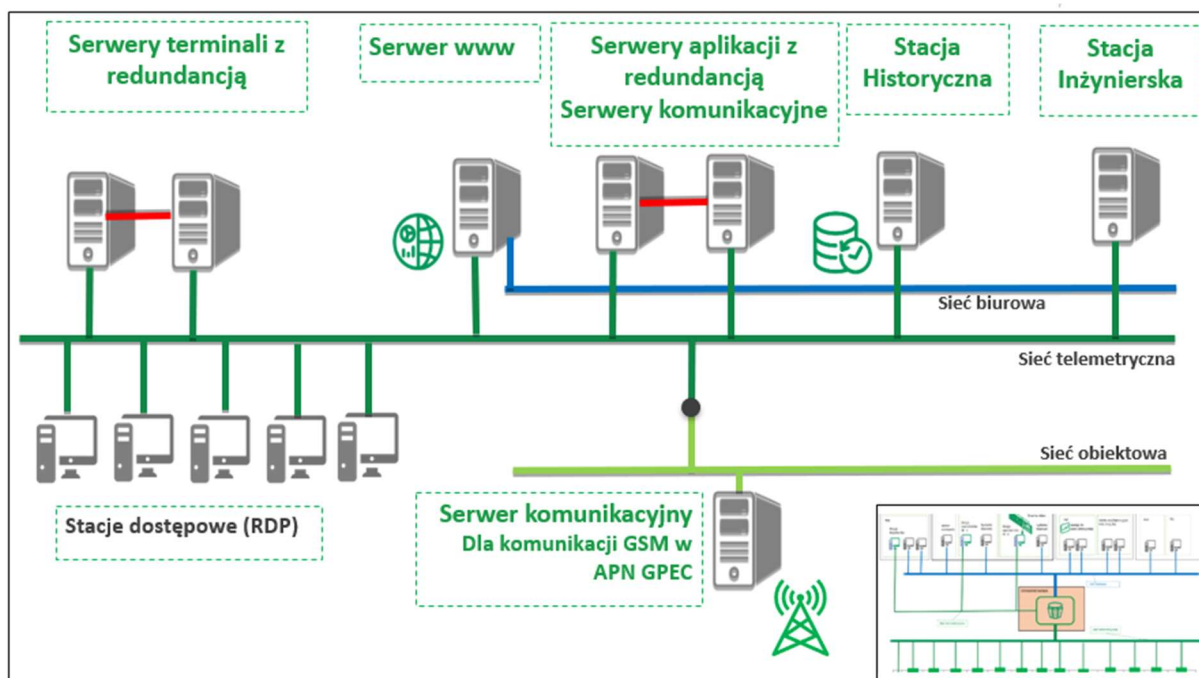 Serwery terminali z
redundancją
Serwer www
Serwery aplikacji z
redundancją
Serwery komunikacyjne
Stacja
Historyczna
Stacja
Inżynierska
Sieć biurowa
Sieć telemetryczna
Sieć obiektowa
Stacje dostępowe (RDP)
Serwer komunikacyjny
Dla komunikacji GSM w
APN GPEC